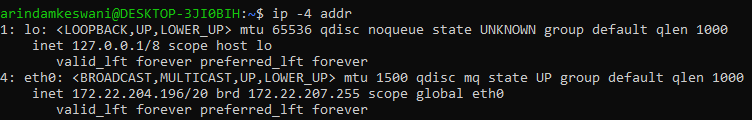 arindamkeswani@DESKTOP-3JI0BIH:~$ ip -4 addr
1: lo: <LOOPBACK,UP,LOWER_UP> mtu 65536 qdisc noqueue state UNKNOWN group default qlen 1000
    inet 127.0.0.1/8 scope host lo
       valid_lft forever preferred_lft forever
4: eth0: <BROADCAST,MULTICAST,UP,LOWER_UP> mtu 1500 qdisc mq state UP group default qlen 1000
    inet 172.22.204.196/20 brd 172.22.207.255 scope global eth0
       valid_lft forever preferred_lft forever